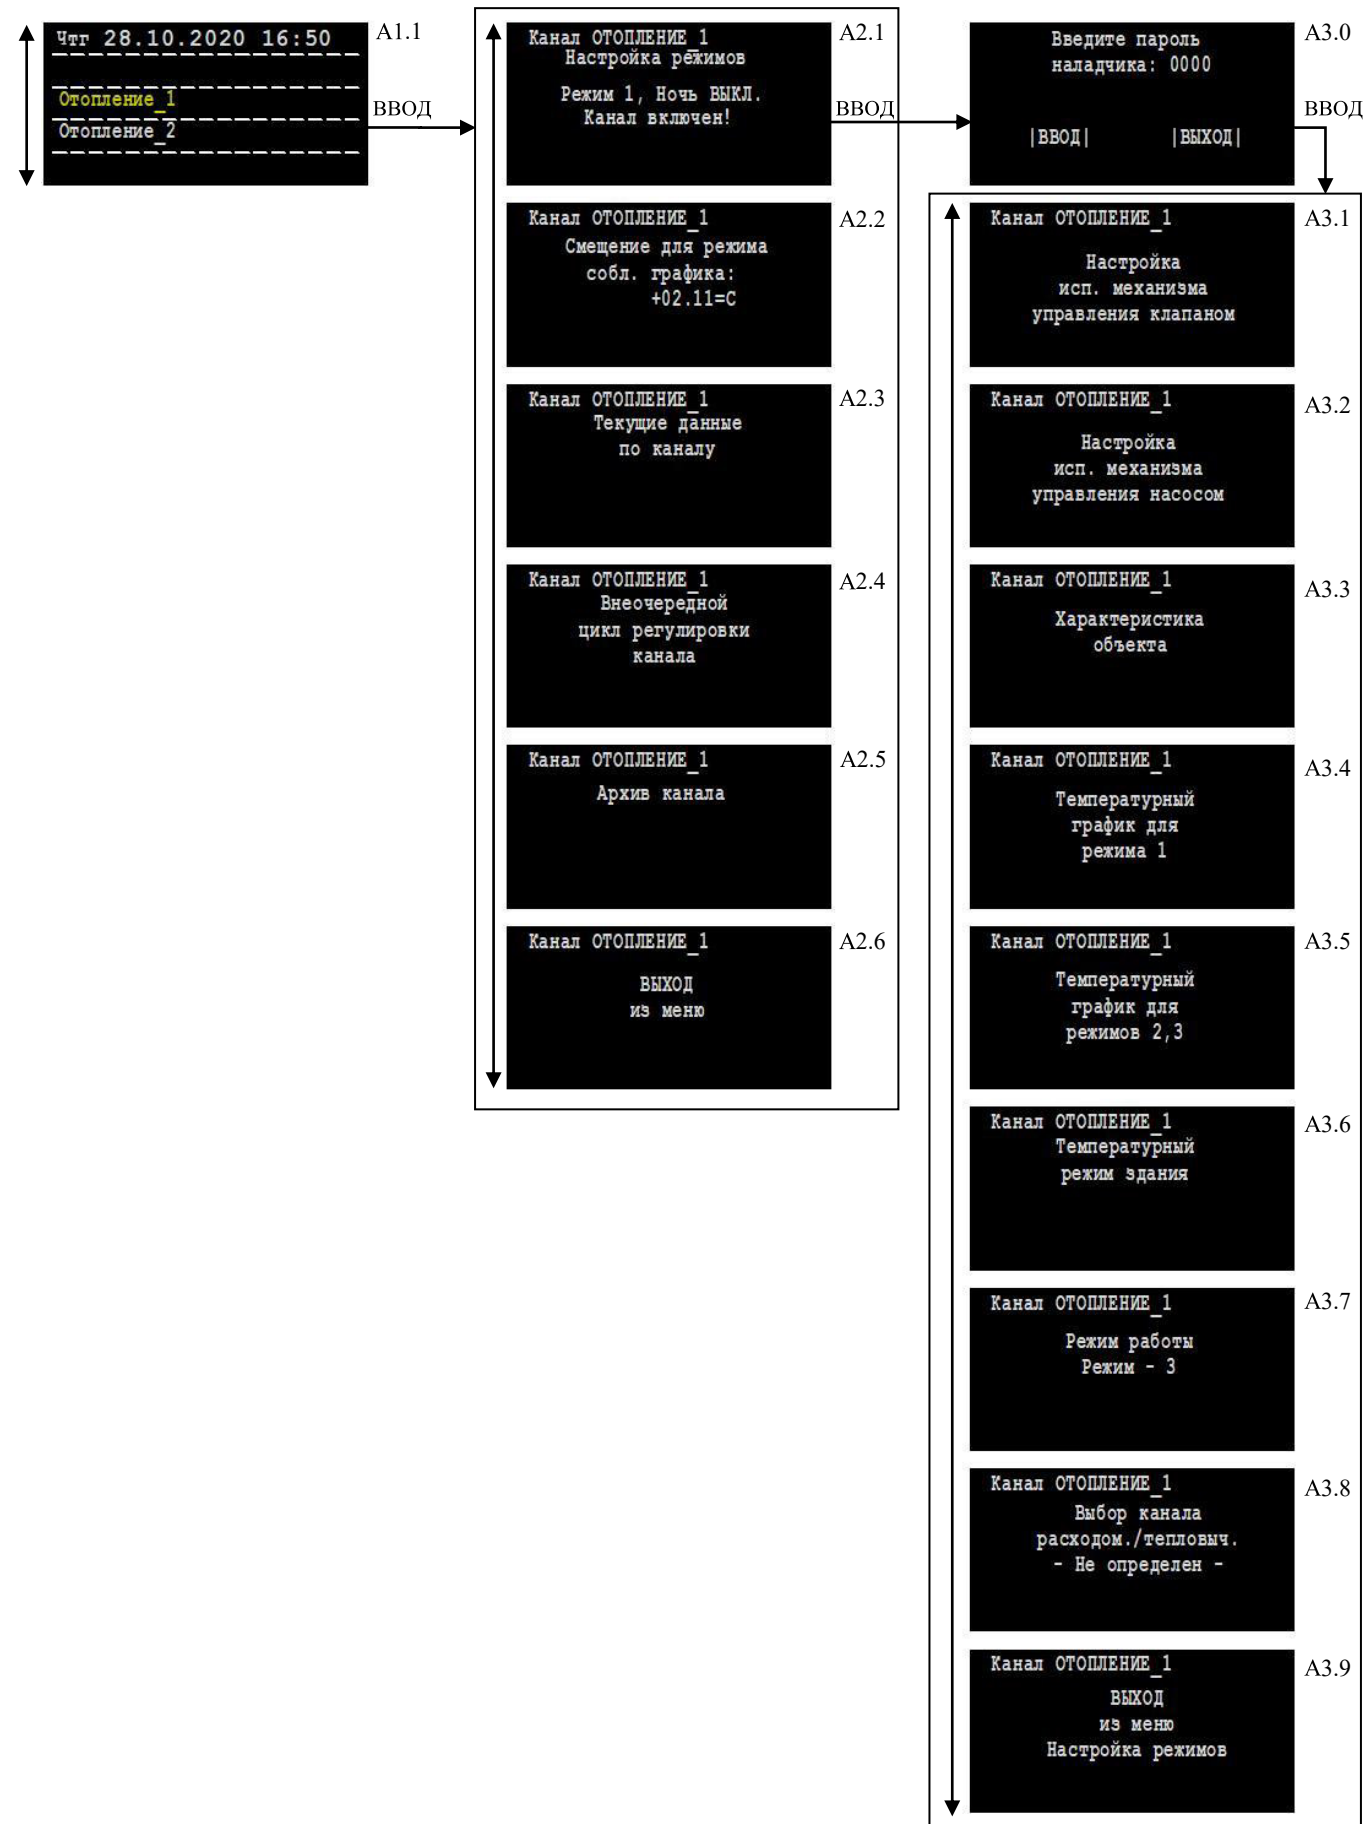 Чтг 28.10.2020 16:50
Отопление_1
Отопление_2
A1.1
ВВОД
Канал ОТОПЛЕНИЕ_1
Настройка режимов
Режим 1, Ночь ВЫКЛ.
Канал включен!
A2.1
ВВОД
Канал ОТОПЛЕНИЕ_1
Смещение для режима
собл. графика:
+02.11=C
A2.2
Канал ОТОПЛЕНИЕ_1
Текущие данные
по каналу
A2.3
Канал ОТОПЛЕНИЕ_1
Внеочередной
цикл регулировки
канала
A2.4
Канал ОТОПЛЕНИЕ_1
Архив канала
A2.5
Канал ОТОПЛЕНИЕ_1
ВЫХОД
из меню
A2.6
Введите пароль
наладчика: 0000
|ВВОД| |ВЫХОД|
A3.0
ВВОД
Канал ОТОПЛЕНИЕ_1
Настройка
исп. механизма
управления клапаном
A3.1
Канал ОТОПЛЕНИЕ_1
Настройка
исп. механизма
управления насосом
A3.2
Канал ОТОПЛЕНИЕ_1
Характеристика
объекта
A3.3
Канал ОТОПЛЕНИЕ_1
Температурный
график для
режима 1
A3.4
Канал ОТОПЛЕНИЕ_1
Температурный
график для
режимов 2,3
A3.5
Канал ОТОПЛЕНИЕ_1
Температурный
режим здания
A3.6
Канал ОТОПЛЕНИЕ_1
Режим работы
Режим - 3
A3.7
Канал ОТОПЛЕНИЕ_1
Выбор канала
расходом./тепловыч.
- Не определен -
A3.8
Канал ОТОПЛЕНИЕ_1
ВЫХОД
из меню
Настройка режимов
A3.9